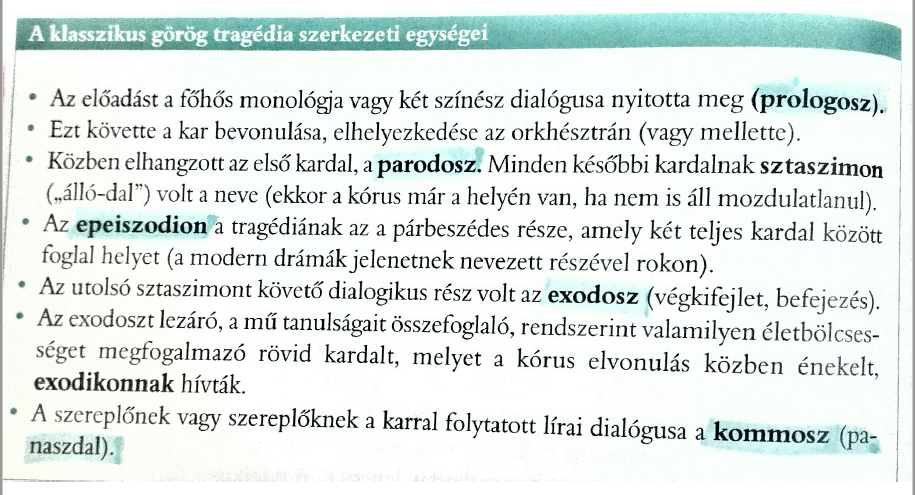 A klasszikus görög tragédia szerkezeti egységei
• Az előadást a főhős monológja vagy két színész dialógusa nyitotta meg (prologosz).
• Ezt követte a kar bevonulása, elhelyezkedése az orkhésztrán (vagy mellette).
• Közben elhangzott az első kardal, a parodosz. Minden későbbi kardalnak sztaszimon
(„álló-dal”) volt a neve (ekkor a kórus már a helyén van, ha nem is áll mozdulatlanul).
• Az epeiszodion a tragédiának az a párbeszédes része, amely két teljes kardal között
foglal helyet (a modern drámák jelenetnek nevezett részével rokon).
• Az utolsó sztaszimont követő dialogikus rész volt az exodosz (végkifejlet, befejezés).
• Az exodoszt lezáró, a mű tanulságait összefoglaló, rendszerint valamilyen életbölcses-
séget megfogalmazó rövid kardalt, melyet a kórus elvonulás közben énekelt,
exodikonnak hívták.
• A szereplőnek vagy szereplőknek a karral folytatott lírai dialógusa a kommosz (pa-
naszdal).